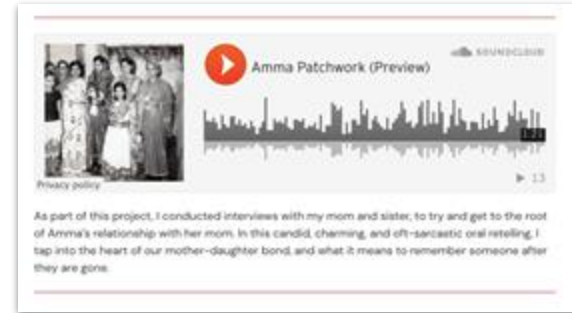 SOUNDCLOUD
Amma Patchwork (Preview)
1:21
Privacy policy
13
As part of this project, I conducted interviews with my mom and sister, to try and get to the root
of Amma's relationship with her mom. In this candid, charming, and oft-sarcastic oral retelling, I
tap into the heart of our mother-daughter bond, and what it means to remember someone after
they are gone.